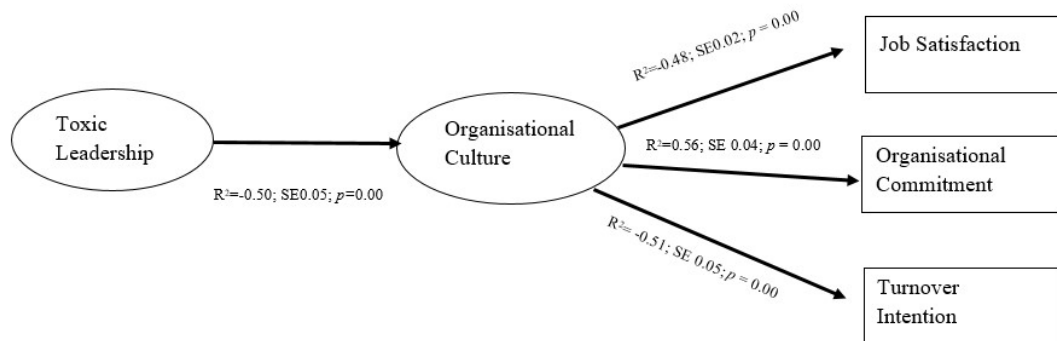 Toxic
Leadership
R²=-0.50; SE0.05; p=0.00
Organisational
Culture
R²=-0.48; SE0.02; p = 0.00
Job Satisfaction
R²=0.56; SE 0.04; p = 0.00
Organisational
Commitment
R²= -0.51; SE 0.05; p = 0.00
Turnover
Intention